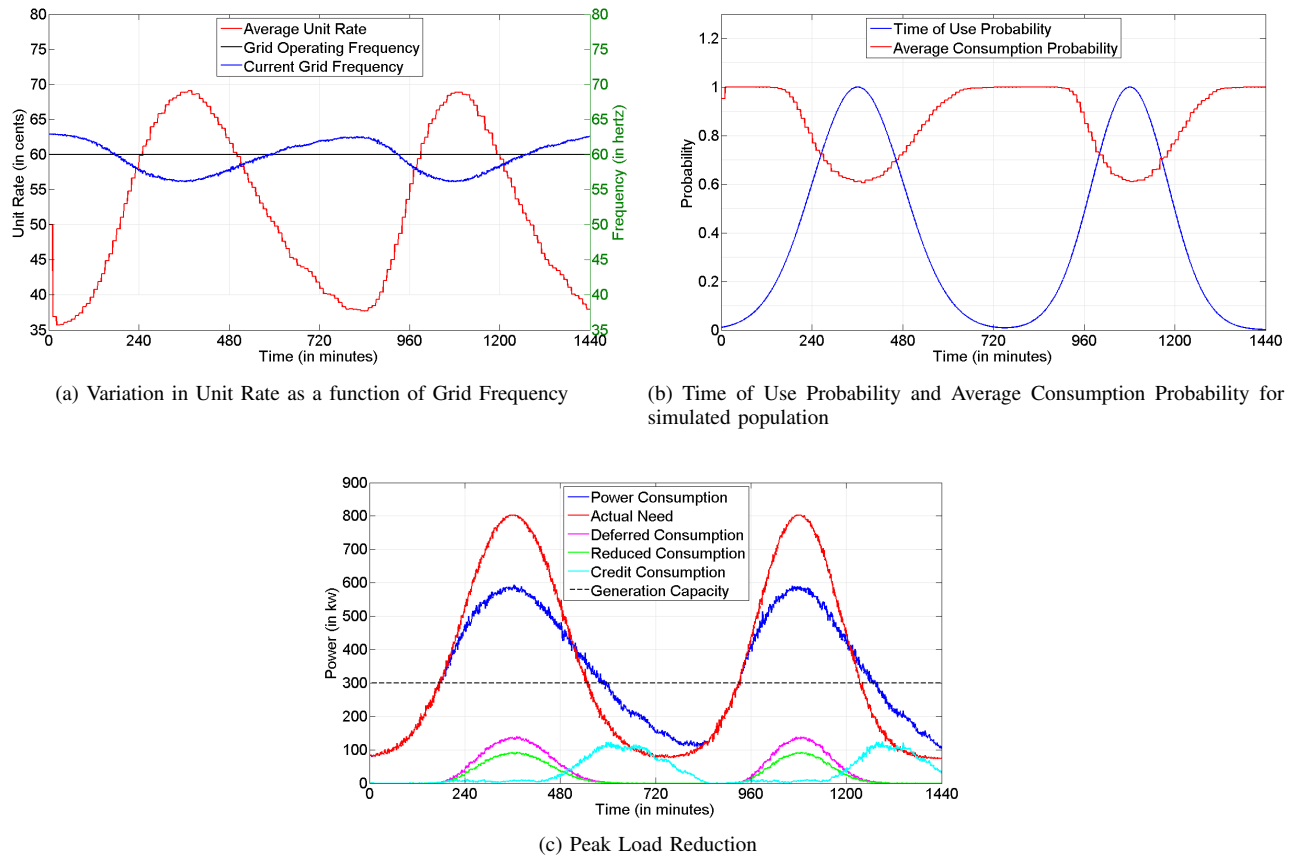 80
75
70
65
60
55
50
45
40
35
Unit Rate (in cents)
Average Unit Rate
Grid Operating Frequency
Current Grid Frequency
80
75
70
65
60
55
50
45
40
35
Frequency (in hertz)
0 240 480 720 960 1200 1440
Time (in minutes)
(a) Variation in Unit Rate as a function of Grid Frequency
1.2
1
0.8
0.6
0.4
0.2
0
Probability
Time of Use Probability
Average Consumption Probability
0 240 480 720 960 1200 1440
Time (in minutes)
(b) Time of Use Probability and Average Consumption Probability for
simulated population
900
800
700
600
500
400
300
200
100
0
Power (in kw)
Power Consumption
Actual Need
Deferred Consumption
Reduced Consumption
Credit Consumption
Generation Capacity
0 240 480 720 960 1200 1440
Time (in minutes)
(c) Peak Load Reduction